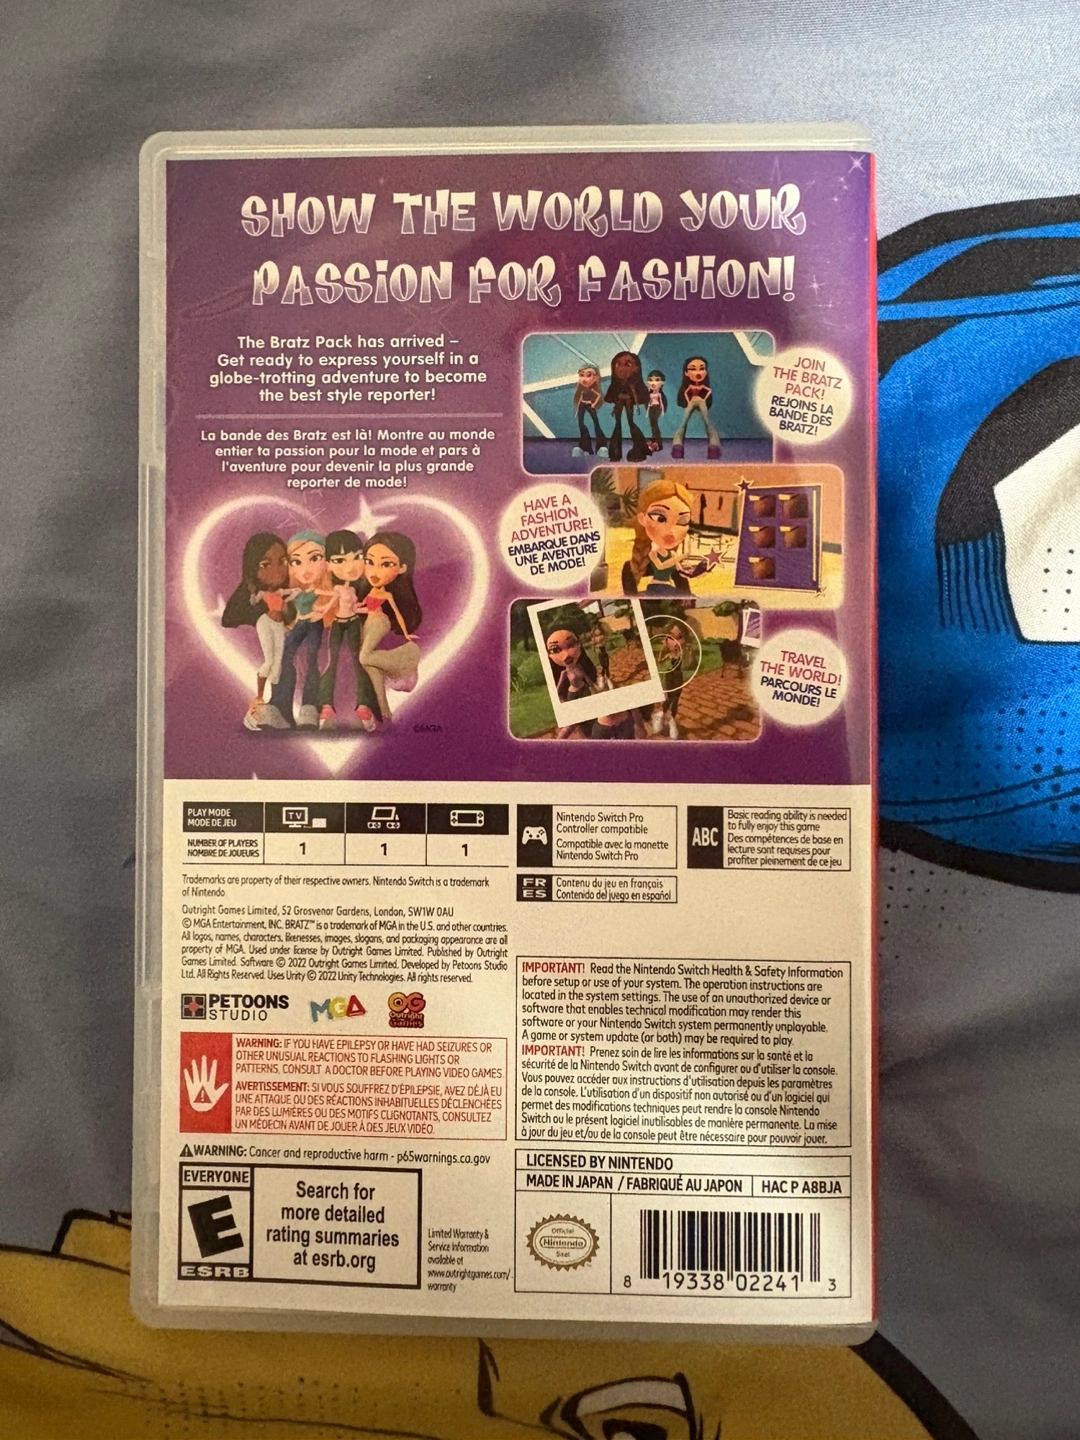 SHOW THE WORLD YOUR
PASSION FOR FASHION!
The Bratz Pack has arrived –
Get ready to express yourself in a
globe-trotting adventure to become
the best style reporter!
La bande des Bratz est là! Montre au monde
entier ta passion pour la mode et pars à
l'aventure pour devenir la plus grande
reporter de mode!
JOIN
THE BRATZ
PACK!
REJOINS LA
BANDE DES
BRATZ!
HAVE A
FASHION
ADVENTURE!
EMBARQUE DANS
UNE AVENTURE
DE MODE!
TRAVEL
THE WORLD!
PARCOURS LE
MONDE!
©MGA
PLAY MODE
MODE DE JEU
TV
NUMBER OF PLAYERS
NOMBRE DE JOUEURS
1
1
1
Nintendo Switch Pro
Controller compatible
Compatible avec la manette
Nintendo Switch Pro
ABC
Basic reading ability is needed
to fully enjoy this game
Des compétences de base en
lecture sont requises pour
profiter pleinement de ce jeu
FR
ES
Contenu du jeu en français
Contenido del juego en español
Trademarks are property of their respective owners. Nintendo Switch is a trademark
of Nintendo.
Outright Games Limited, 52 Grosvenor Gardens, London, SW1W 0AU
© MGA Entertainment, INC. BRATZ™ is a trademark of MGA in the U.S. and other countries.
All logos, names, characters, likenesses, images, slogans, and packaging appearance are all
property of MGA. Used under license by Outright Games Limited. Published by Outright
Games Limited. Software © 2022 Outright Games Limited. Developed by Petoons Studio
Ltd. All Rights Reserved. Uses Unity © 2022 Unity Technologies. All rights reserved.
PETOONS
STUDIO
MGA
OG
Outright
Games
WARNING: IF YOU HAVE EPILEPSY OR HAVE HAD SEIZURES OR
OTHER UNUSUAL REACTIONS TO FLASHING LIGHTS OR
PATTERNS, CONSULT A DOCTOR BEFORE PLAYING VIDEO GAMES.
AVERTISSEMENT: SI VOUS SOUFFREZ D'ÉPILEPSIE, AVEZ DÉJÀ EU
UNE ATTAQUE OU DES RÉACTIONS INHABITUELLES DÉCLENCHÉES
PAR DES LUMIÈRES OU DES MOTIFS CLIGNOTANTS, CONSULTEZ
UN MÉDECIN AVANT DE JOUER À DES JEUX VIDÉO.
WARNING: Cancer and reproductive harm - p65warnings.ca.gov
EVERYONE
E
ESRB
Search for
more detailed
rating summaries
at esrb.org
Limited Warranty &
Service Information
available at
www.outrightgames.com/
warranty
IMPORTANT! Read the Nintendo Switch Health & Safety Information
before setup or use of your system. The operation instructions are
located in the system settings. The use of an unauthorized device or
software that enables technical modification may render this
software or your Nintendo Switch system permanently unplayable.
A game or system update (or both) may be required to play.
IMPORTANT! Prenez soin de lire les informations sur la santé et la
sécurité de la Nintendo Switch avant de configurer ou d'utiliser la console.
Vous pouvez accéder aux instructions d'utilisation depuis les paramètres
de la console. L'utilisation d'un dispositif non autorisé ou d'un logiciel qui
permet des modifications techniques peut rendre la console Nintendo
Switch ou le présent logiciel inutilisables de manière permanente. La mise
à jour du jeu et/ou de la console peut être nécessaire pour pouvoir jouer.
LICENSED BY NINTENDO
MADE IN JAPAN / FABRIQUÉ AU JAPON
HAC P A8BJA
Official
Nintendo
Seal
8 19338 02241 3